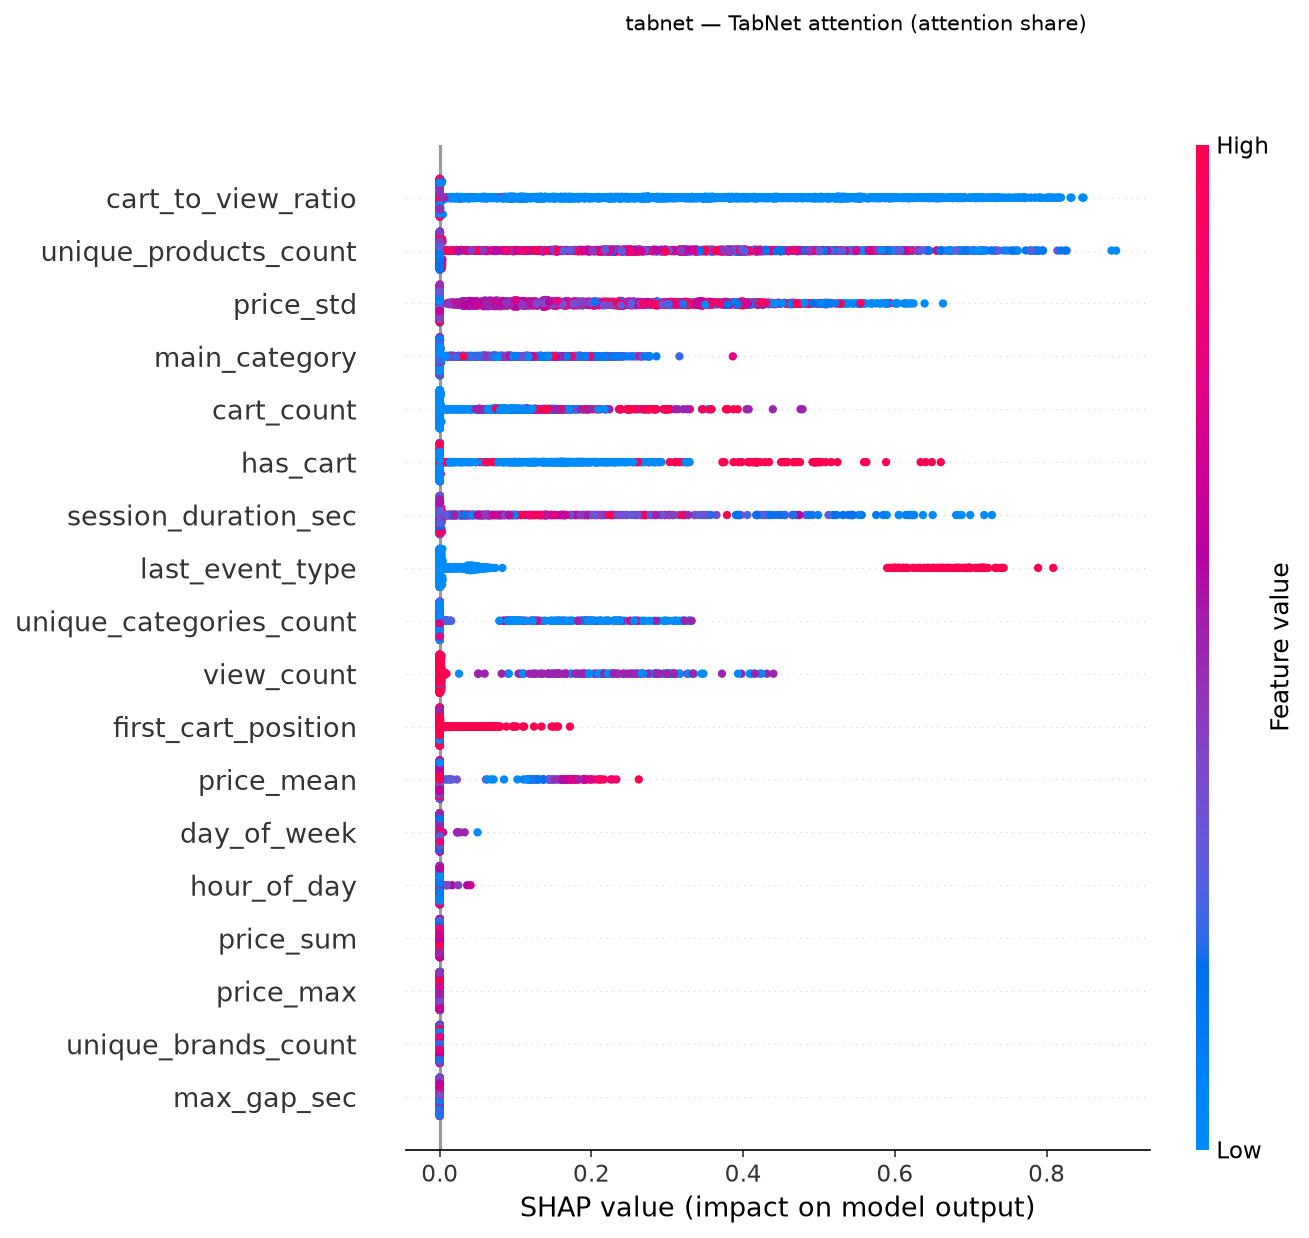 tabnet — TabNet attention (attention share)
High
cart_to_view_ratio
unique_products_count
price_std
main_category
cart_count
has_cart
session_duration_sec
last_event_type
unique_categories_count
view_count
first_cart_position
price_mean
day_of_week
hour_of_day
price_sum
price_max
unique_brands_count
max_gap_sec
Feature value
Low
0.0 0.2 0.4 0.6 0.8
SHAP value (impact on model output)